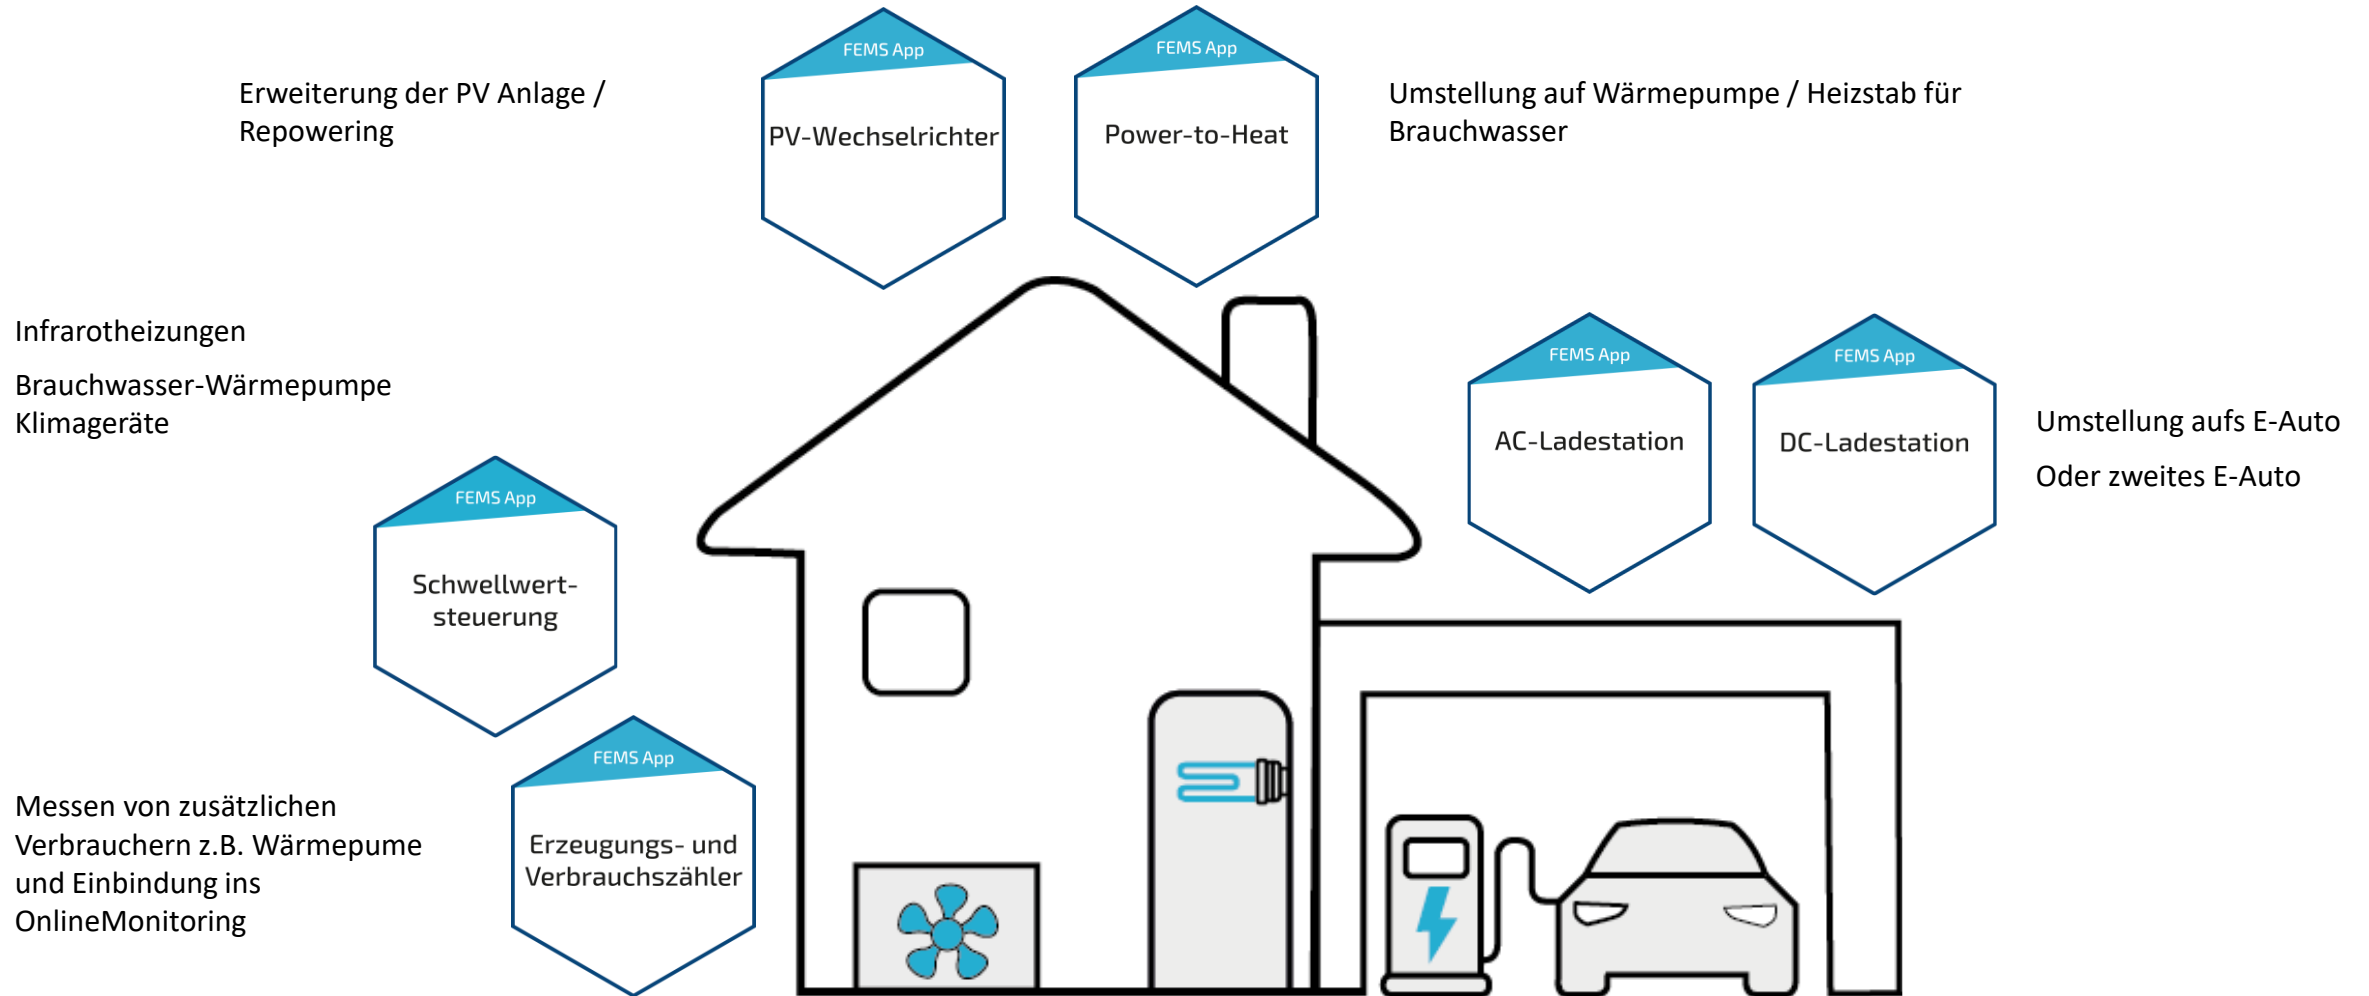 FEMS App
PV-Wechselrichter
FEMS App
Power-to-Heat
Erweiterung der PV Anlage /
Repowering
Umstellung auf Wärmepumpe / Heizstab für
Brauchwasser
Infrarotheizungen
Brauchwasser-Wärmepumpe
Klimageräte
FEMS App
AC-Ladestation
FEMS App
DC-Ladestation
Umstellung aufs E-Auto
Oder zweites E-Auto
FEMS App
Schwellwert-
steuerung
FEMS App
Erzeugungs- und
Verbrauchszähler
Messen von zusätzlichen
Verbrauchern z.B. Wärmepume
und Einbindung ins
OnlineMonitoring